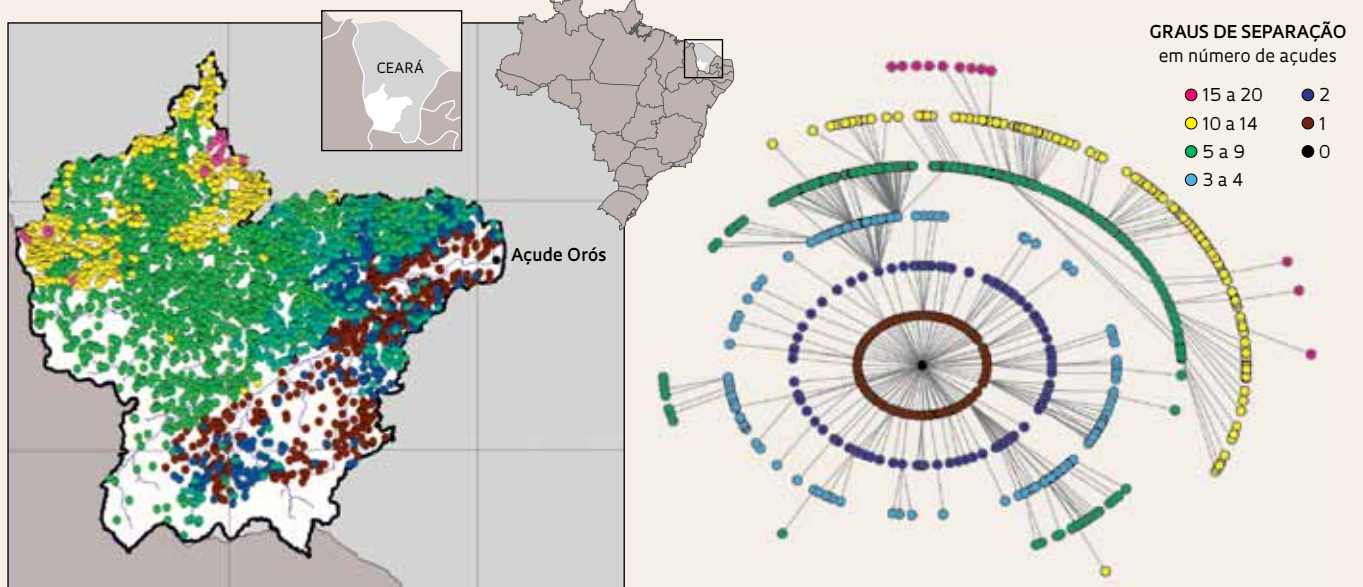 CEARÁ
Açude Orós
GRAUS DE SEPARAÇÃO
em número de açudes
15 a 20
10 a 14
5 a 9
3 a 4
2
1
0